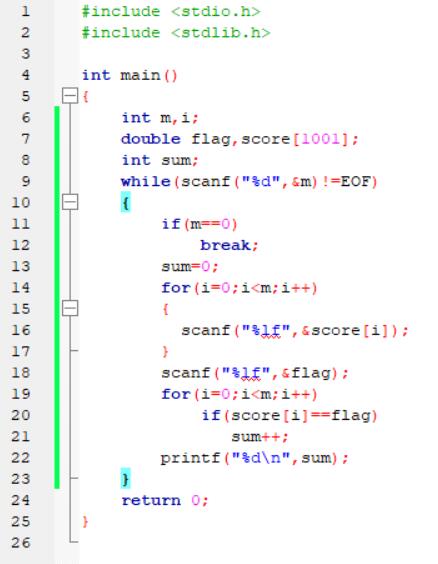 1 #include <stdio.h>
2 #include <stdlib.h>
3
4 int main()
5 {
6 int m,i;
7 double flag,score[1001];
8 int sum;
9 while(scanf("%d",&m)!=EOF)
10 {
11 if(m==0)
12 break;
13 sum=0;
14 for(i=0;i<m;i++)
15 {
16 scanf("%lf",&score[i]);
17 }
18 scanf("%lf",&flag);
19 for(i=0;i<m;i++)
20 if(score[i]==flag)
21 sum++;
22 printf("%d\n",sum);
23 }
24 return 0;
25 }
26